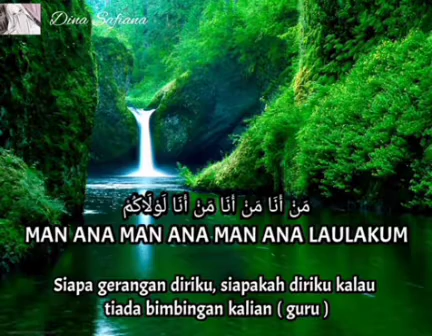 Dina Safiana
مَنْ أَنَا مَنْ أَنَا مَنْ أَنَا لَوْلَاكُمْ
MAN ANA MAN ANA MAN ANA LAULAKUM
Siapa gerangan diriku, siapakah diriku kalau
tiada bimbingan kalian ( guru )